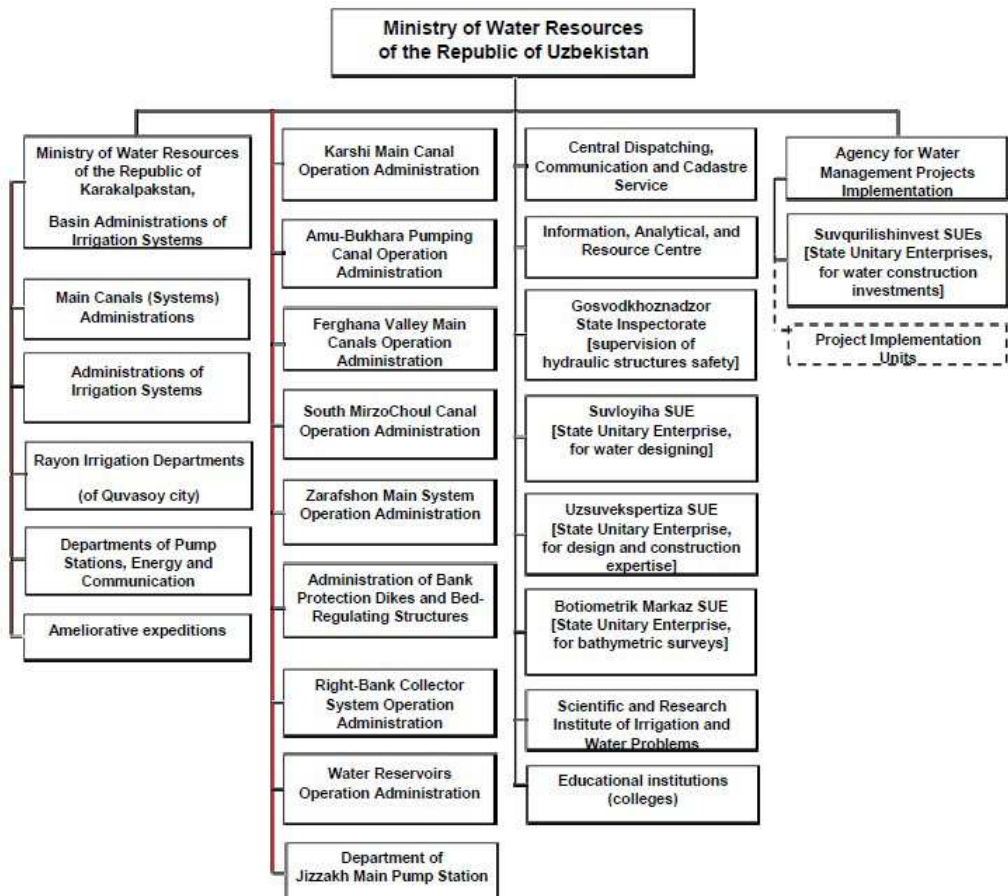 Ministry of Water Resources
of the Republic of Uzbekistan
Ministry of Water Resources
of the Republic of
Karakalpakstan,
Basin Administrations of
Irrigation Systems
Main Canals (Systems)
Administrations
Administrations of
Irrigation Systems
Rayon Irrigation Departments
(of Quvasoy city)
Departments of Pump
Stations, Energy and
Communication
Ameliorative expeditions
Karshi Main Canal
Operation Administration
Amu-Bukhara Pumping
Canal Operation
Administration
Ferghana Valley Main
Canals Operation
Administration
South MirzoChoul Canal
Operation Administration
Zarafshon Main System
Operation Administration
Administration of Bank
Protection Dikes and Bed-
Regulating Structures
Right-Bank Collector
System Operation
Administration
Water Reservoirs
Operation Administration
Department of
Jizzakh Main Pump Station
Central Dispatching,
Communication and Cadastre
Service
Information, Analytical, and
Resource Centre
Gosvodkhoznadzor
State Inspectorate
[supervision of
hydraulic structures safety]
Suvloyiha SUE
[State Unitary Enterprise,
for water designing]
Uzsuvekspertiza SUE
[State Unitary Enterprise,
for design and construction
expertise]
Botiometrik Markaz SUE
[State Unitary Enterprise,
for bathymetric surveys]
Scientific and Research
Institute of Irrigation and
Water Problems
Educational institutions
(colleges)
Agency for Water
Management Projects
Implementation
Suvqurilishinvest SUEs
[State Unitary Enterprises,
for water construction
investments]
Project Implementation
Units